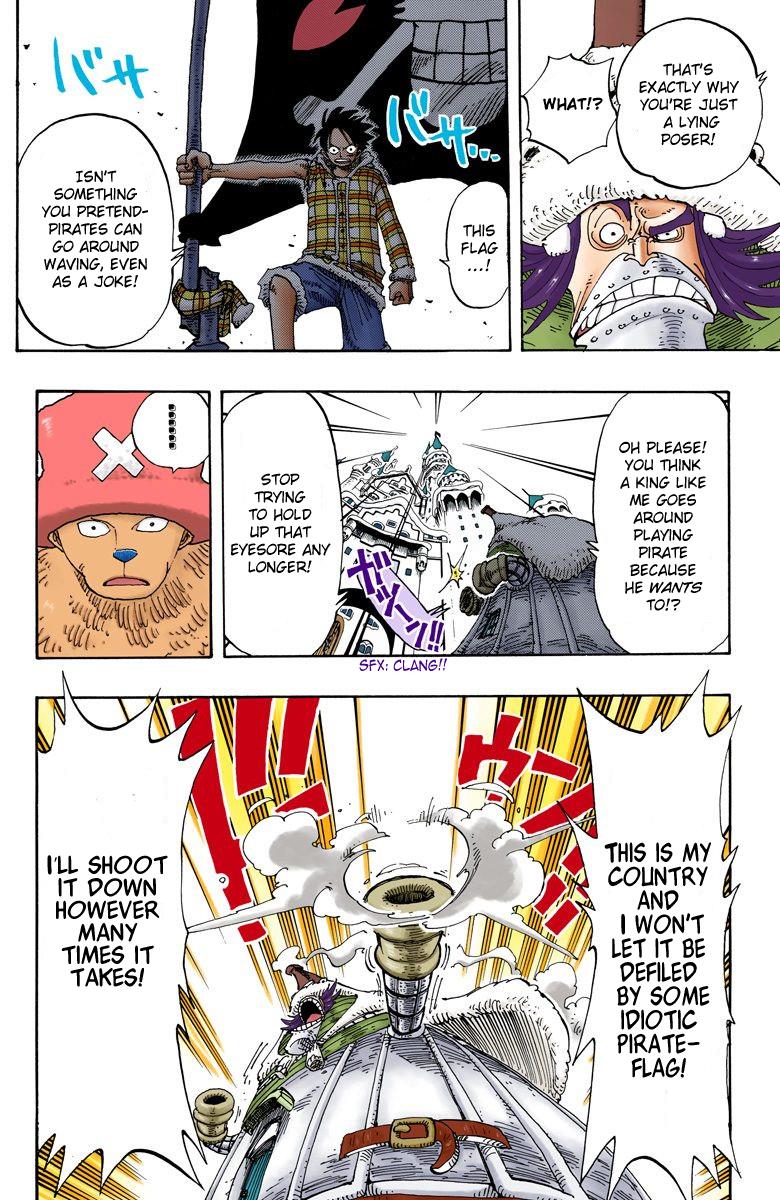 THAT'S
EXACTLY WHY
YOU'RE JUST
A LYING
POSER!
WHAT!?
THIS
FLAG
...!
バサ...
バサ
ISN'T
SOMETHING
YOU PRETEND-
PIRATES CAN
GO AROUND
WAVING, EVEN
AS A JOKE!
OH PLEASE!
YOU THINK
A KING LIKE
ME GOES
AROUND
PLAYING
PIRATE
BECAUSE
HE WANTS
TO!?
STOP
TRYING
TO HOLD
UP THAT
EYESORE ANY
LONGER!
SFX: CLANG!!
......
THIS IS MY
COUNTRY
AND
I WON'T
LET IT BE
DEFILED
BY SOME
IDIOTIC
PIRATE-
FLAG!
I'LL SHOOT
IT DOWN
HOWEVER
MANY
TIMES IT
TAKES!